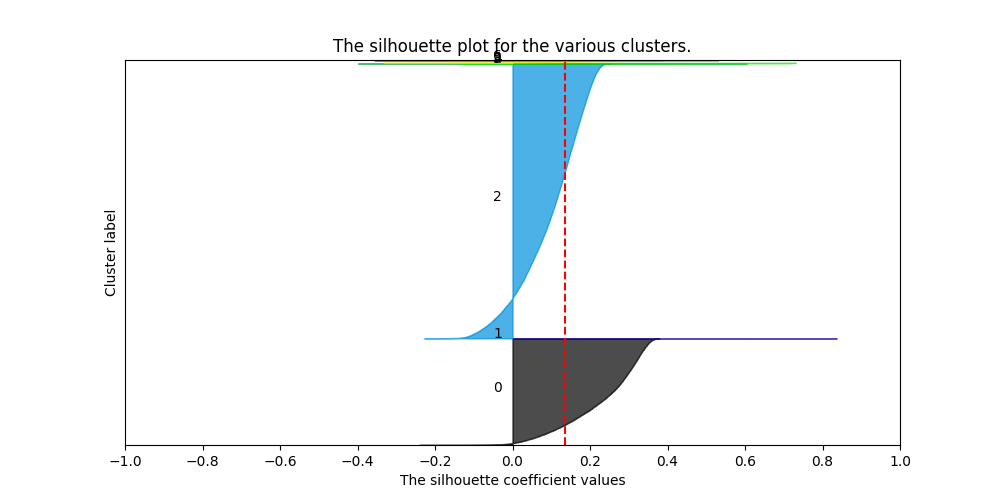 The silhouette plot for the various clusters.
2
1
0
Cluster label
−1.0 −0.8 −0.6 −0.4 −0.2 0.0 0.2 0.4 0.6 0.8 1.0
The silhouette coefficient values